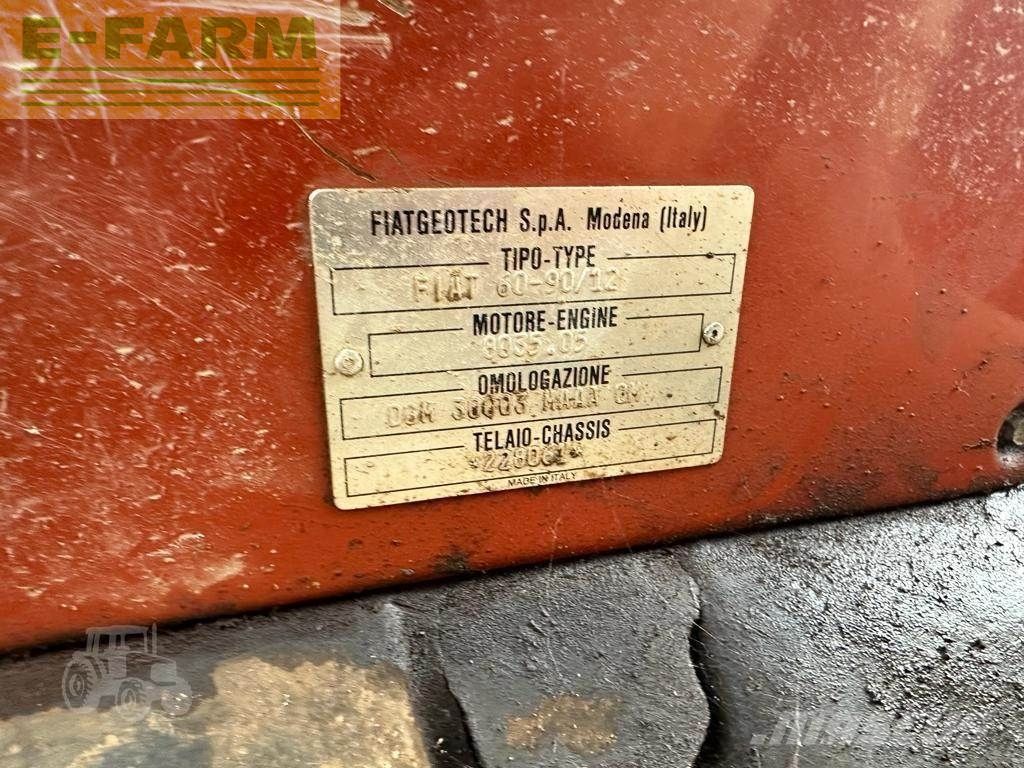 E-FARM
FIATGEOTECH S.p.A. Modena (Italy)
TIPO-TYPE
FIAT 60-90/12
MOTORE-ENGINE
8035.05
OMOLOGAZIONE
DGM
TELAIO-CHASSIS
MADE IN ITALY